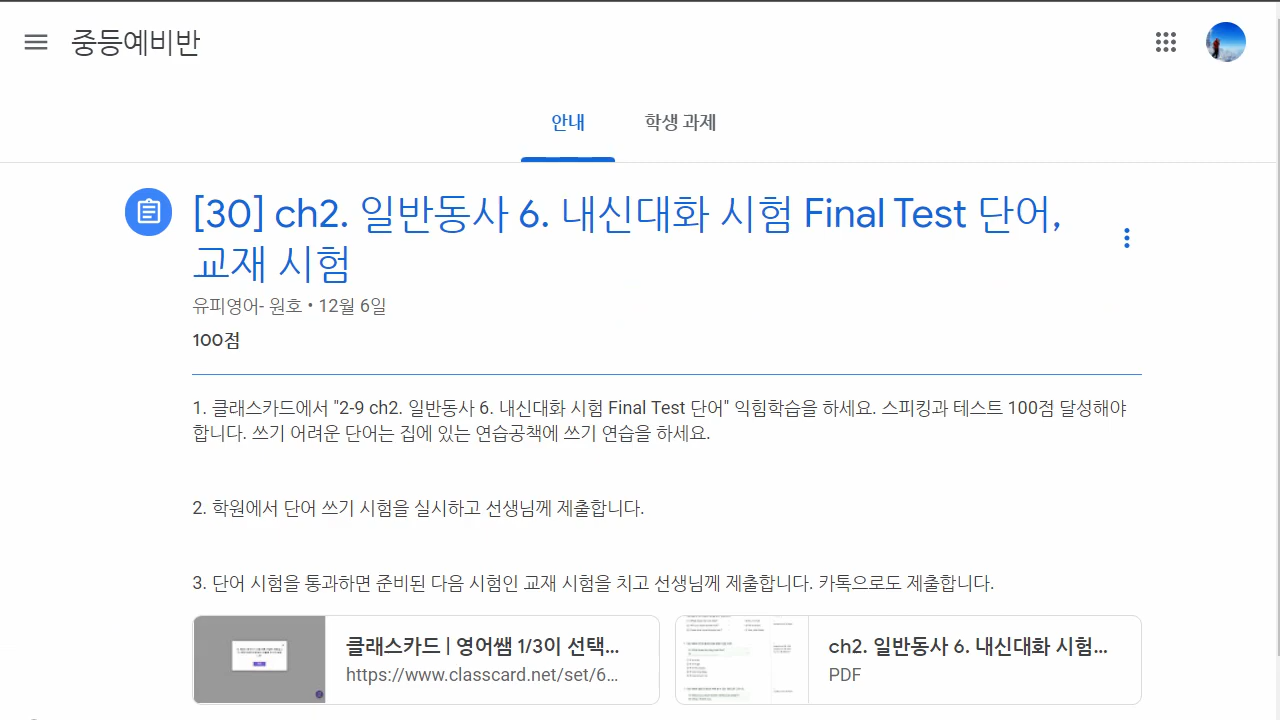 중등예비반
안내
학생 과제
[30] ch2. 일반동사 6. 내신대화 시험 Final Test 단어,
교재 시험
유피영어- 원호 • 12월 6일
100점
1. 클래스카드에서 "2-9 ch2. 일반동사 6. 내신대화 시험 Final Test 단어" 익힘학습을 하세요. 스피킹과 테스트 100점 달성해야
합니다. 쓰기 어려운 단어는 집에 있는 연습공책에 쓰기 연습을 하세요.
2. 학원에서 단어 쓰기 시험을 실시하고 선생님께 제출합니다.
3. 단어 시험을 통과하면 준비된 다음 시험인 교재 시험을 치고 선생님께 제출합니다. 카톡으로도 제출합니다.
클래스카드 | 영어쌤 1/3이 선택...
https://www.classcard.net/set/6...
ch2. 일반동사 6. 내신대화 시험...
PDF